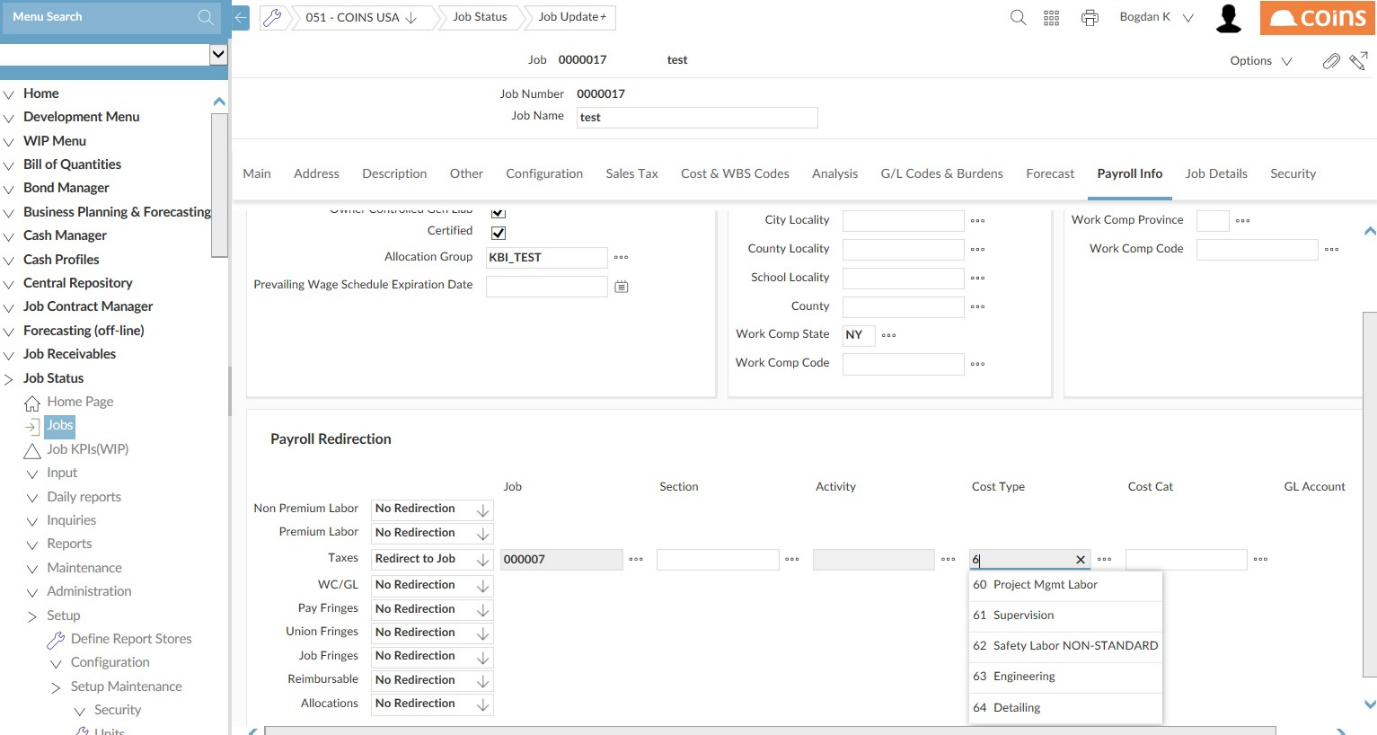 Menu Search
051 - COINS USA
Job Status
Job Update+
Bogdan K
coins
Job 0000017 test
Options
Job Number 0000017
Job Name test
Home
Development Menu
WIP Menu
Bill of Quantities
Bond Manager
Business Planning & Forecasting
Cash Manager
Cash Profiles
Central Repository
Job Contract Manager
Forecasting (off-line)
Job Receivables
Job Status
Home Page
Jobs
Job KPIs(WIP)
Input
Daily reports
Inquiries
Reports
Maintenance
Administration
Setup
Define Report Stores
Configuration
Setup Maintenance
Security
Units
Main Address Description Other Configuration Sales Tax Cost & WBS Codes Analysis G/L Codes & Burdens Forecast Payroll Info Job Details Security
Owner Controlled Gen Liab
Certified
Allocation Group KBI_TEST
Prevailing Wage Schedule Expiration Date
City Locality
County Locality
School Locality
County
Work Comp State NY
Work Comp Code
Work Comp Province
Work Comp Code
Payroll Redirection
Job Section Activity Cost Type Cost Cat GL Account
Non Premium Labor No Redirection
Premium Labor No Redirection
Taxes Redirect to Job 000007 6
WC/GL No Redirection
Pay Fringes No Redirection
Union Fringes No Redirection
Job Fringes No Redirection
Reimbursable No Redirection
Allocations No Redirection
60 Project Mgmt Labor
61 Supervision
62 Safety Labor NON-STANDARD
63 Engineering
64 Detailing